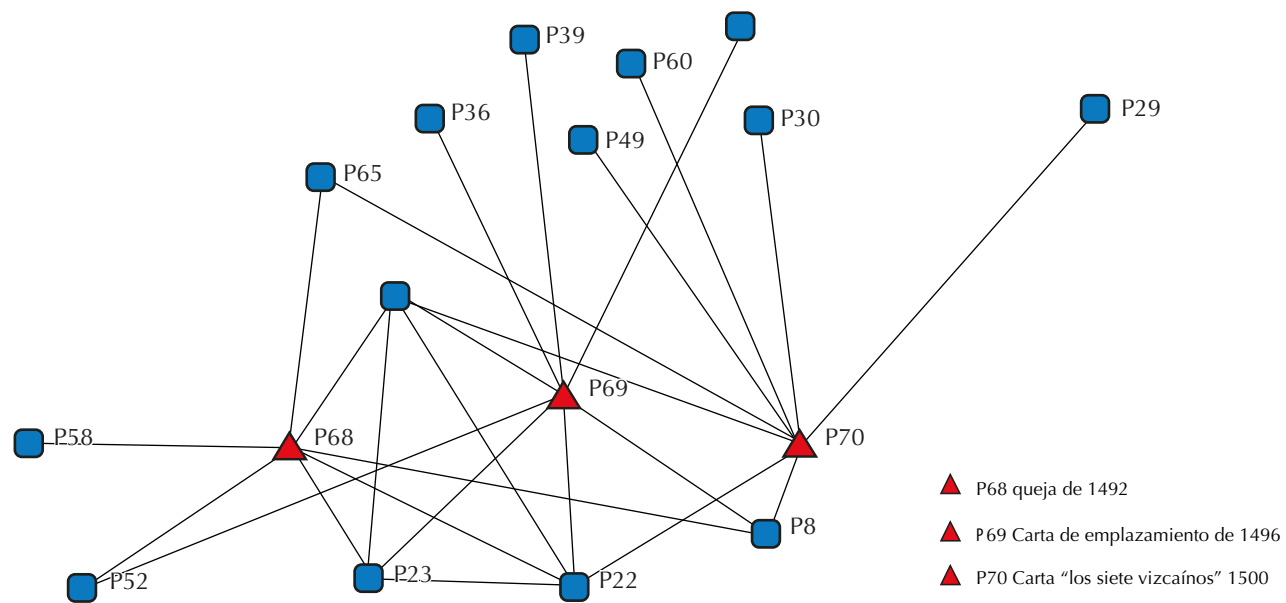 P39
P60
P29
P36
P30
P49
P65
P69
P58
P68
P70
P68 queja de 1492
P8
P69 Carta de emplazamiento de 1496
P23
P22
P52
P70 Carta “los siete vizcaínos” 1500